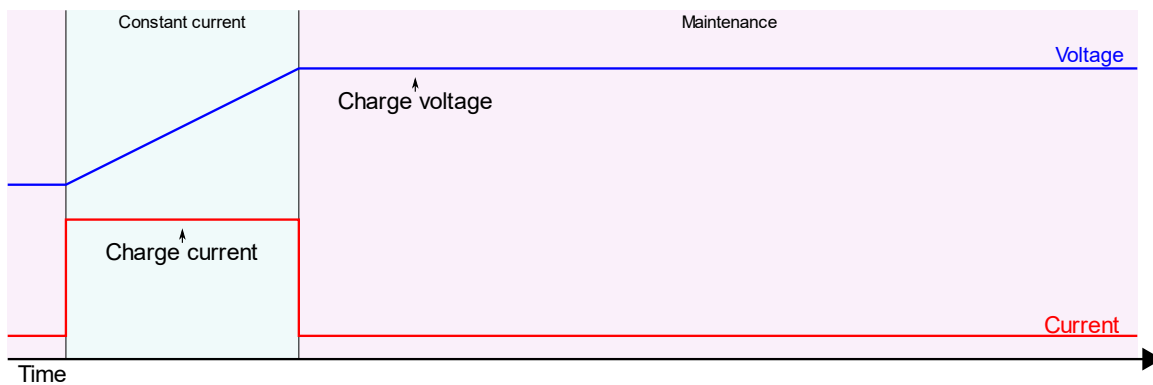 Constant current
Maintenance
Voltage
Charge voltage
Charge current
Current
Time